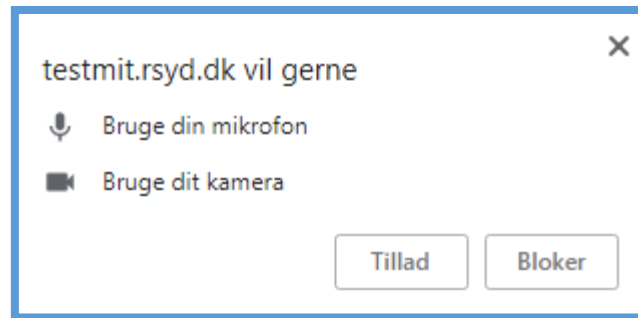 testmit.rsyd.dk vil gerne
Bruge din mikrofon
Bruge dit kamera
Tillad
Bloker